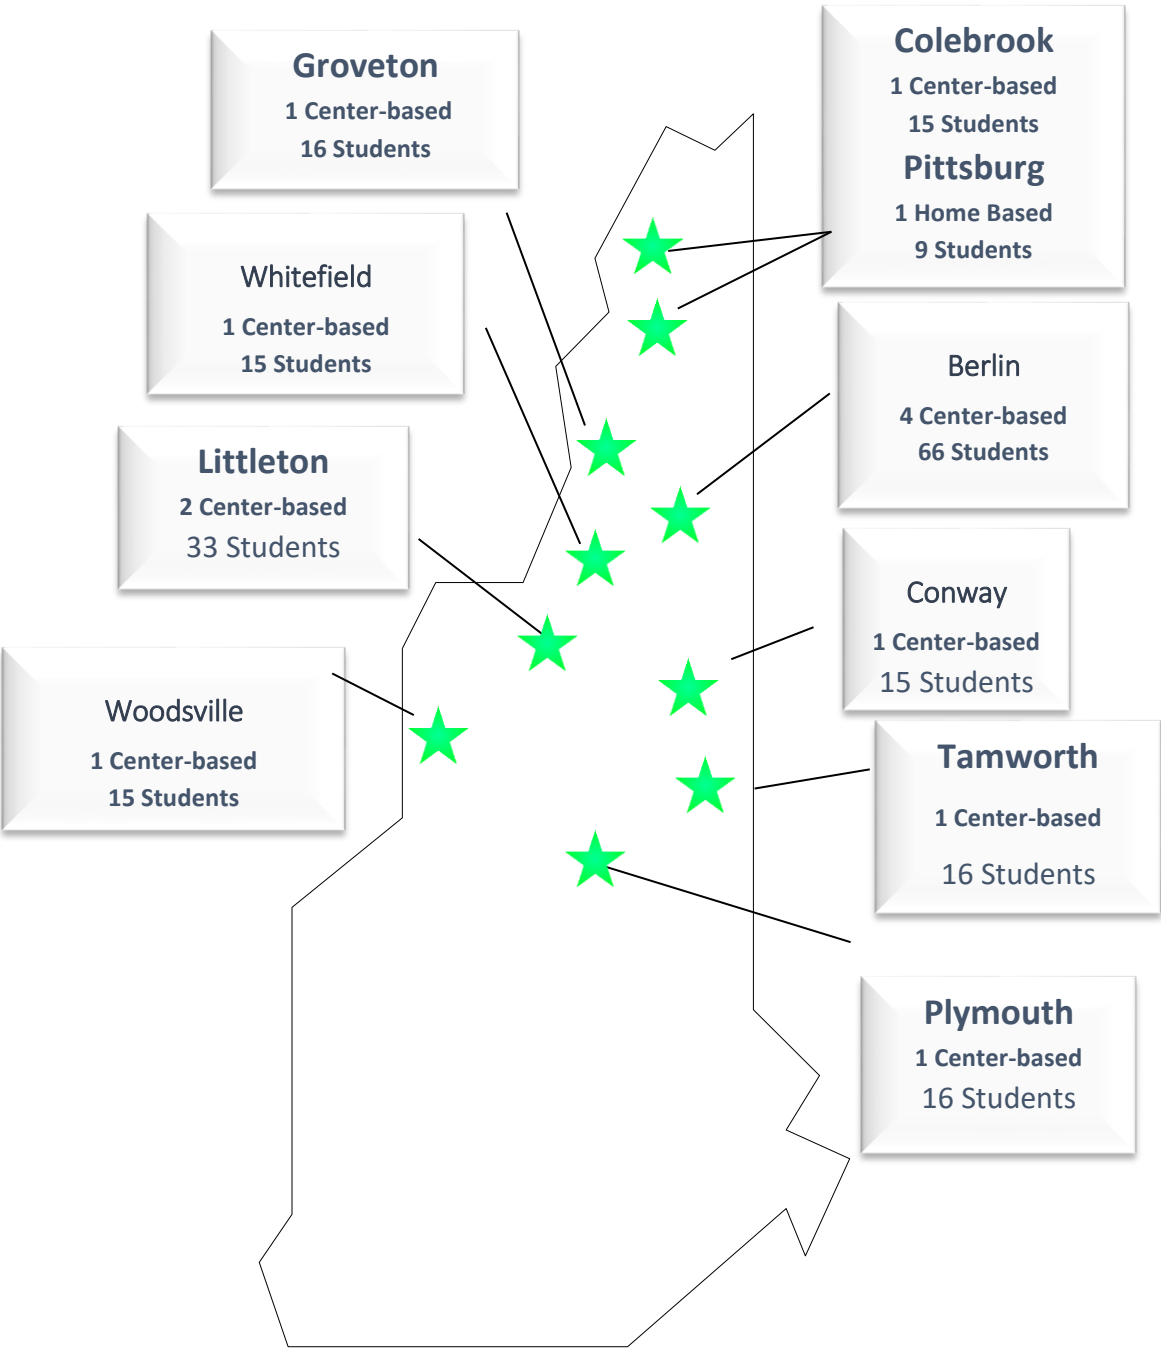 Groveton
1 Center-based
16 Students
Colebrook
1 Center-based
15 Students
Pittsburg
1 Home Based
9 Students
Whitefield
1 Center-based
15 Students
Berlin
4 Center-based
66 Students
Littleton
2 Center-based
33 Students
Conway
1 Center-based
15 Students
Woodsville
1 Center-based
15 Students
Tamworth
1 Center-based
16 Students
Plymouth
1 Center-based
16 Students